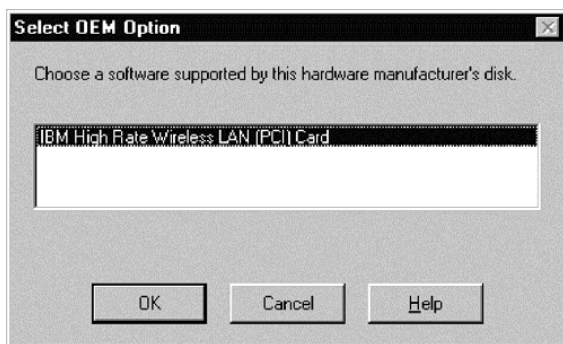 Select OEM Option
Choose a software supported by this hardware manufacturer's disk.
IBM High Rate Wireless LAN (PCI) Card
OK Cancel Help